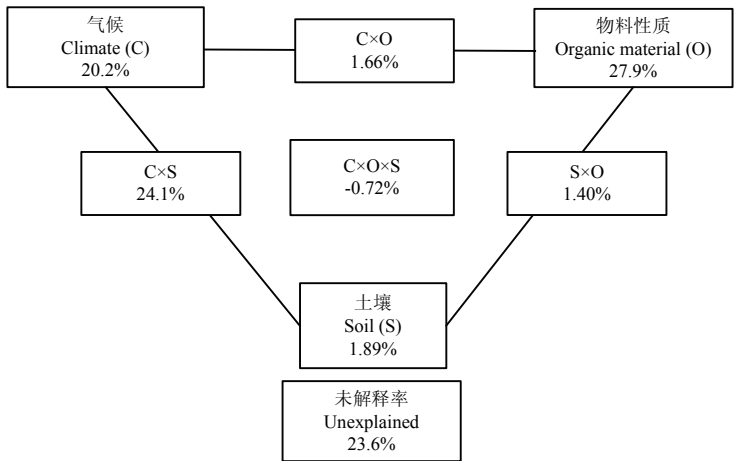 气候
Climate (C)
20.2%
C×O
1.66%
物料性质
Organic material (O)
27.9%
C×S
24.1%
C×O×S
-0.72%
S×O
1.40%
土壤
Soil (S)
1.89%
未解释率
Unexplained
23.6%